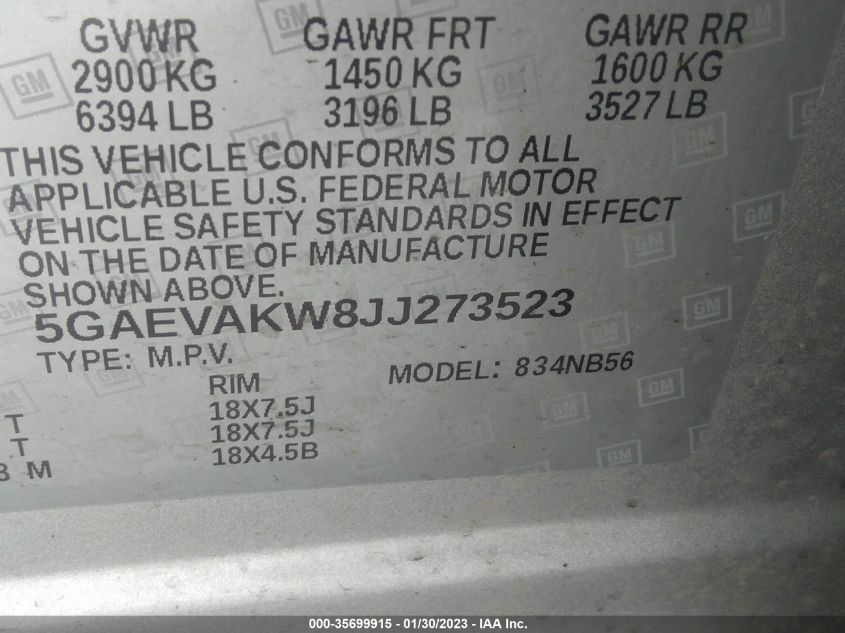 GVWR GAWR FRT GAWR RR
2900 KG 1450 KG 1600 KG
6394 LB 3196 LB 3527 LB
THIS VEHICLE CONFORMS TO ALL
APPLICABLE U.S. FEDERAL MOTOR
VEHICLE SAFETY STANDARDS IN EFFECT
ON THE DATE OF MANUFACTURE
SHOWN ABOVE.
5GAEVAKW8JJ273523
TYPE: M.P.V. MODEL: 834NB56
RIM
T 18X7.5J
T 18X7.5J
M 18X4.5B
GM
000-35699915 - 01/30/2023 - IAA Inc.